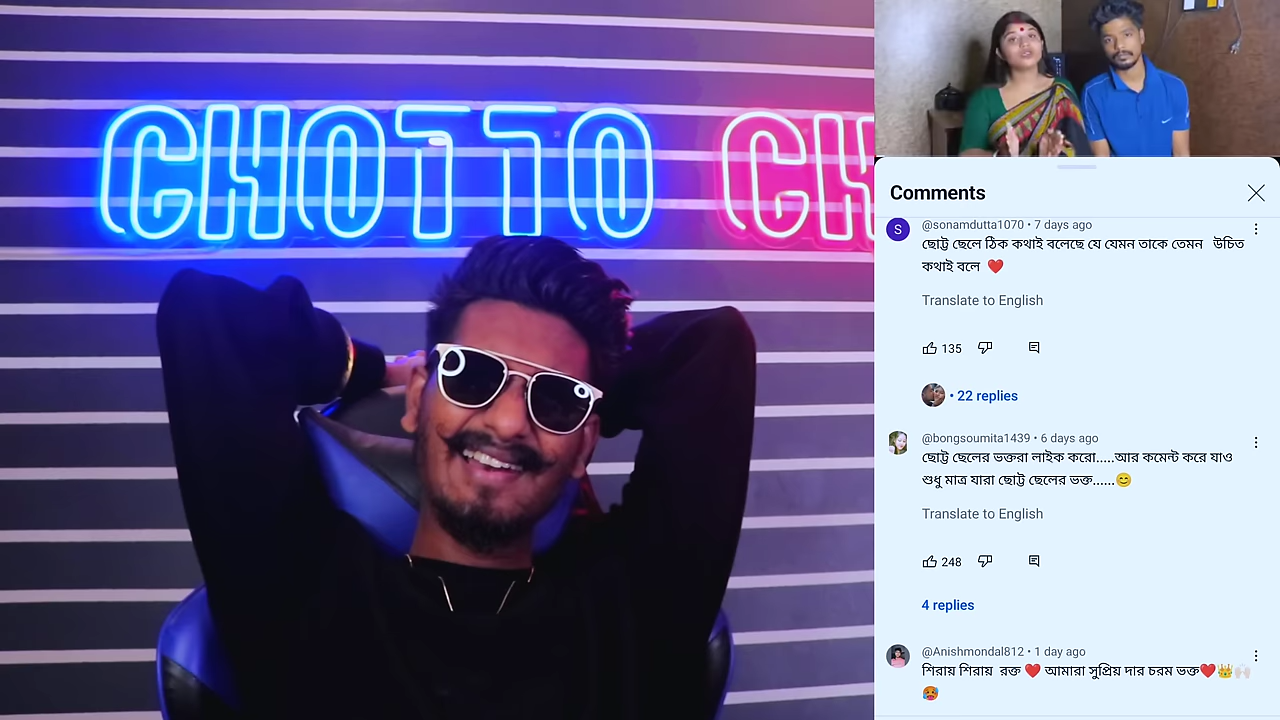 CHOTTO CH
Comments
S
@sonamdutta1070 • 7 days ago
ছোট্ট ছেলে ঠিক কথাই বলেছে যে যেমন তাকে তেমন উচিত
কথাই বলে ❤️
Translate to English
135
• 22 replies
@bongsoumita1439 • 6 days ago
ছোট্ট ছেলের ভক্তরা লাইক করো.....আর কমেন্ট করে যাও
শুধু মাত্র যারা ছোট্ট ছেলের ভক্ত......😊
Translate to English
248
4 replies
@Anishmondal812 • 1 day ago
শিরায় শিরায় রক্ত ❤️ আমারা সুপ্রিয় দার চরম ভক্ত❤️👑🙌🏻
🥵